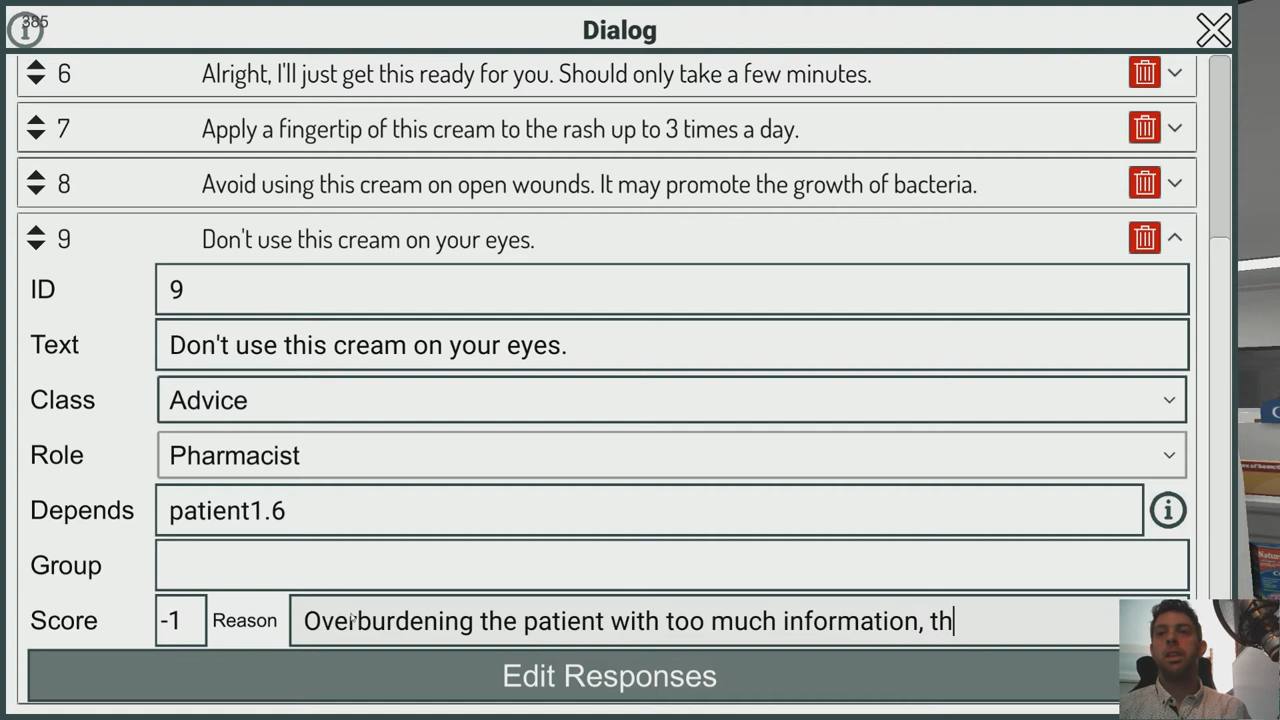 385
Dialog
6 Alright, I'll just get this ready for you. Should only take a few minutes.
7 Apply a fingertip of this cream to the rash up to 3 times a day.
8 Avoid using this cream on open wounds. It may promote the growth of bacteria.
9 Don't use this cream on your eyes.
ID 9
Text Don't use this cream on your eyes.
Class Advice
Role Pharmacist
Depends patient1.6
Group
Score -1 Reason Overburdening the patient with too much information, th
Edit Responses